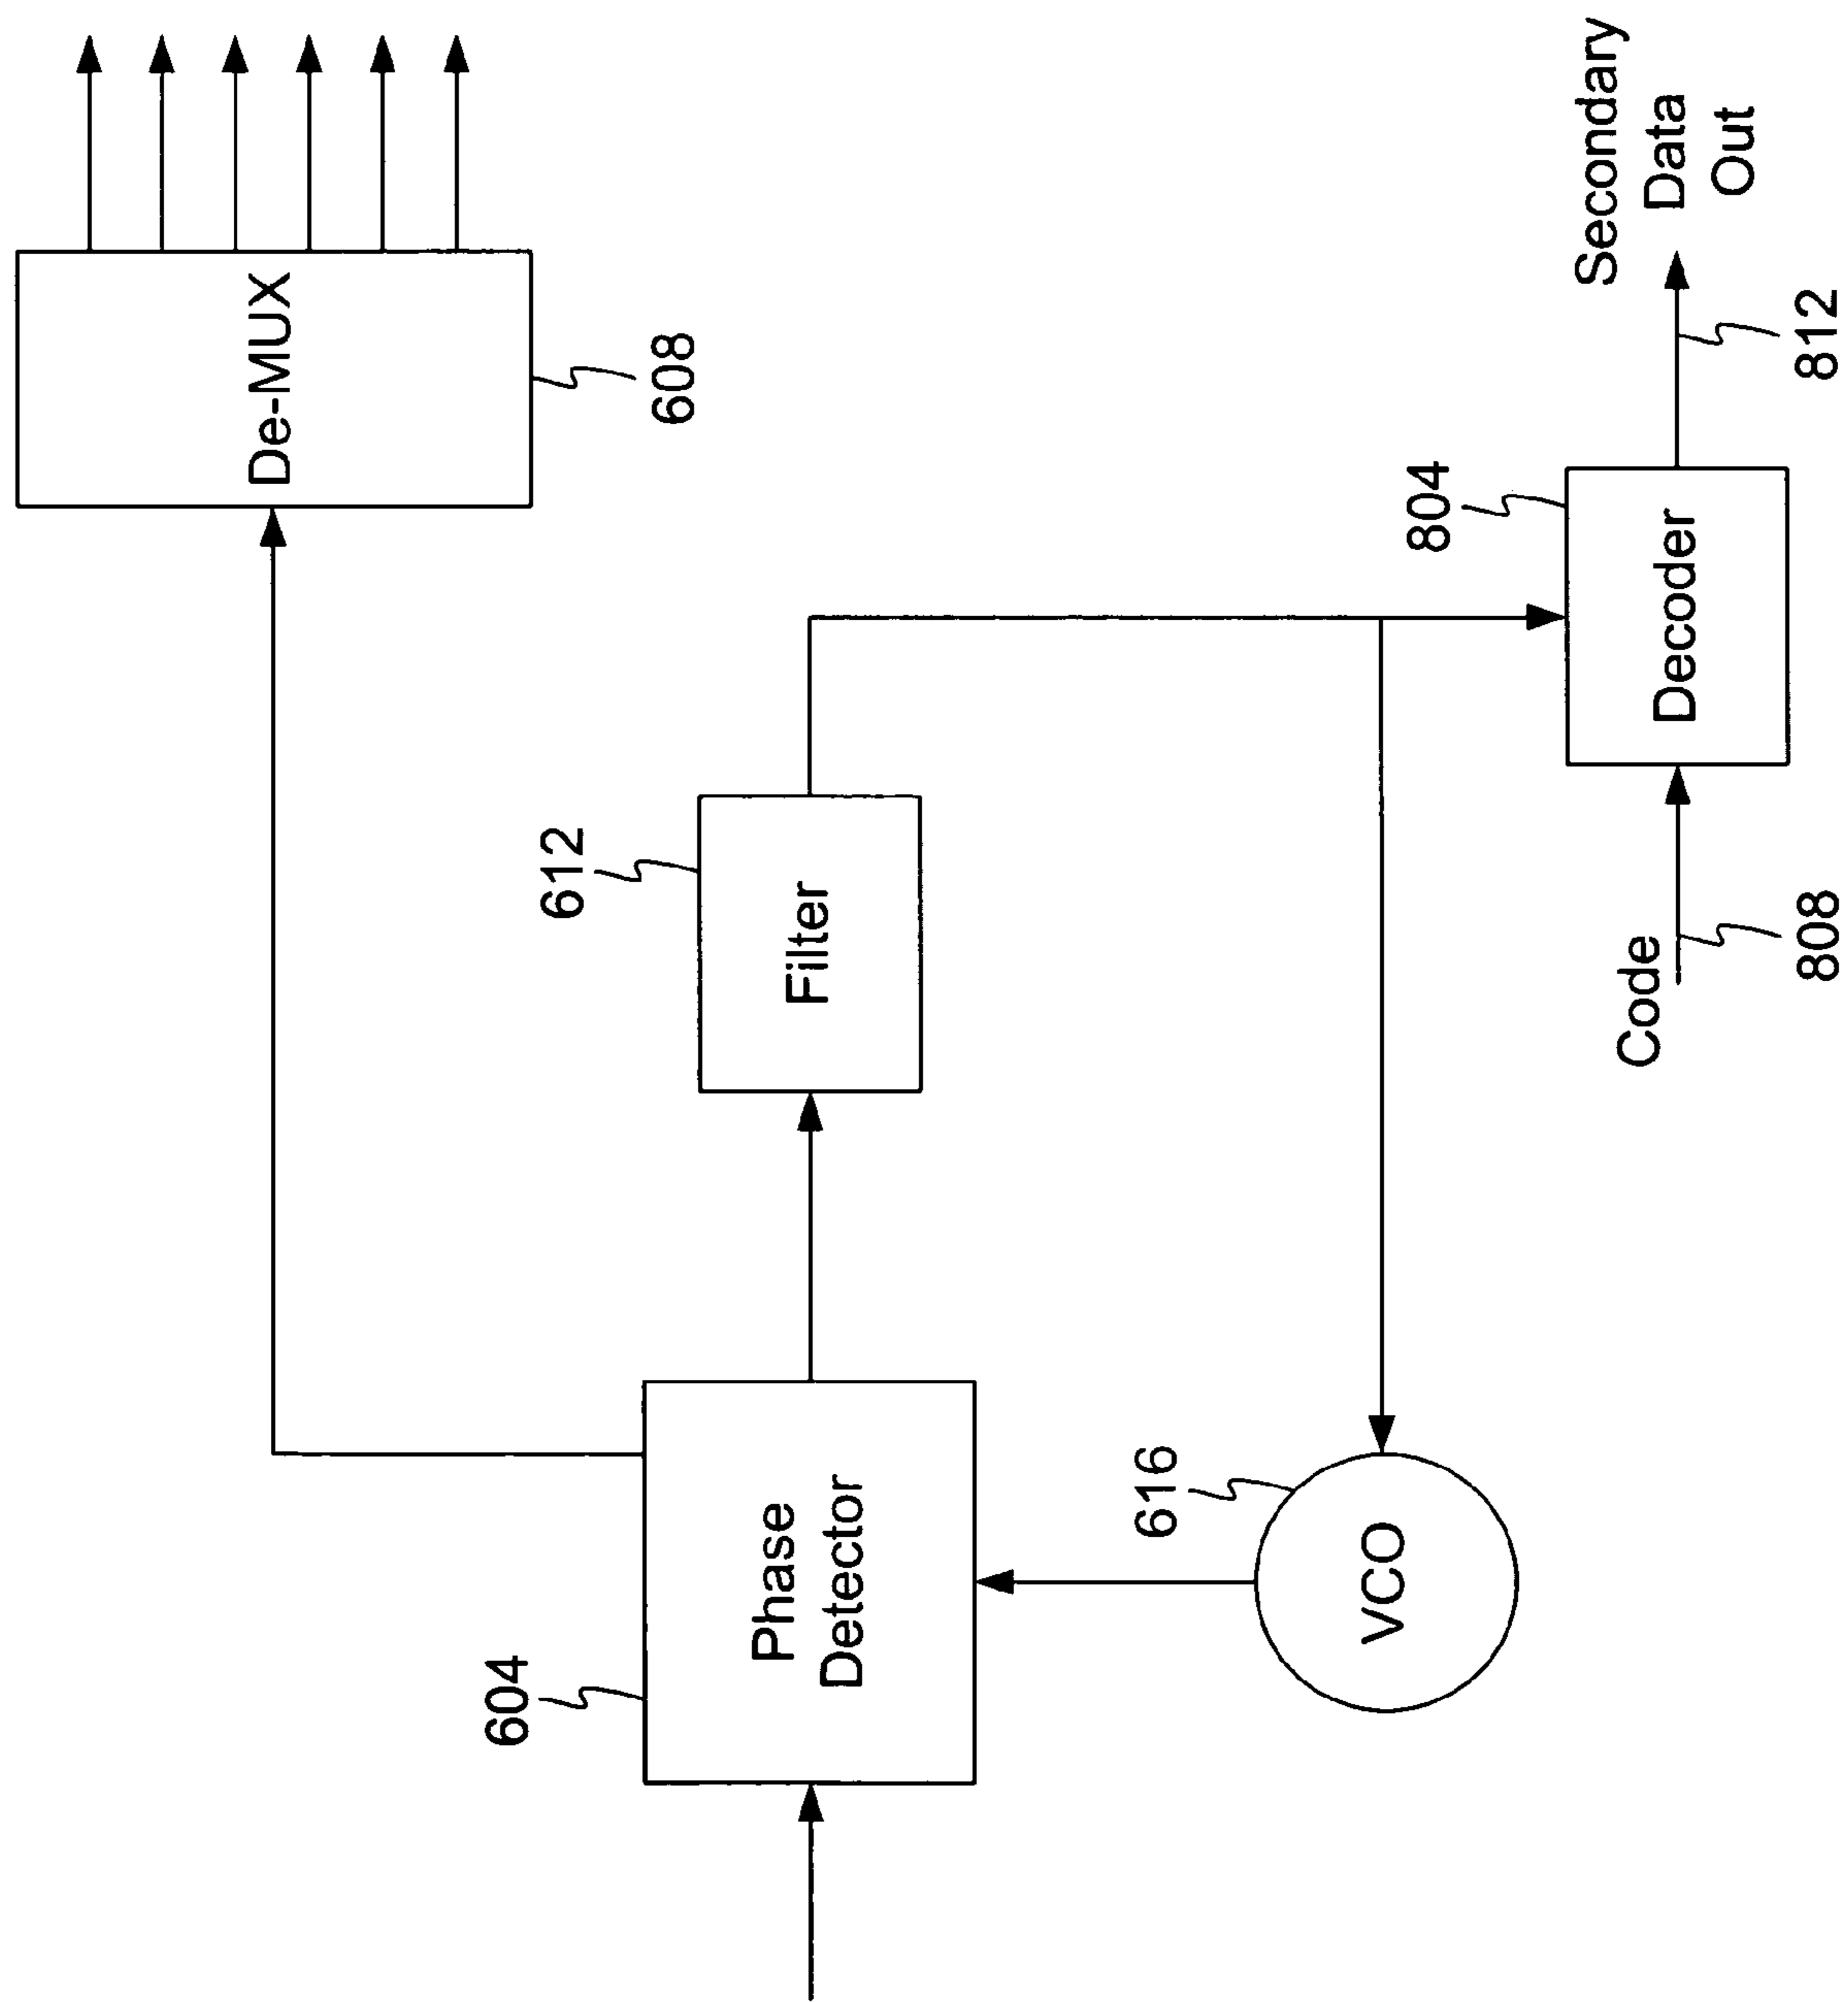 De-MUX
608
604
Phase
Detector
612
Filter
616
VCO
804
Decoder
Code
808
Secondary
Data
Out
812